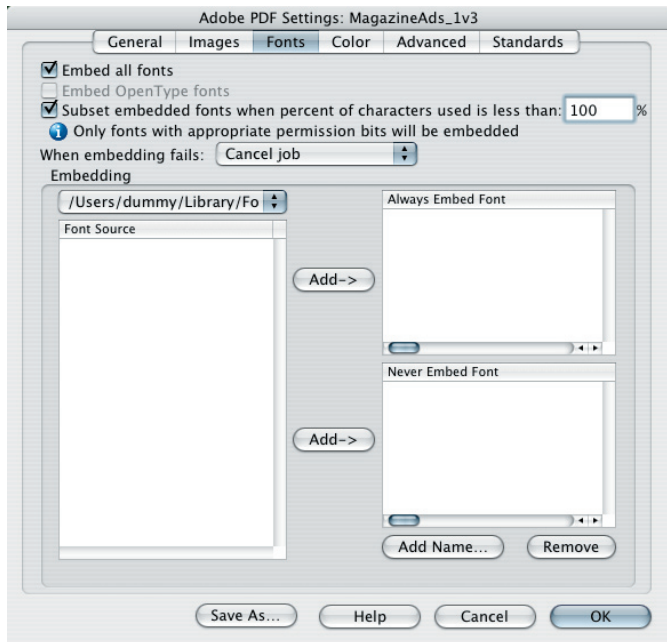 Adobe PDF Settings: MagazineAds_1v3
General Images Fonts Color Advanced Standards
Embed all fonts
Embed OpenType fonts
Subset embedded fonts when percent of characters used is less than: 100 %
Only fonts with appropriate permission bits will be embedded
When embedding fails: Cancel job
Embedding
/Users/dummy/Library/Fo
Font Source
Always Embed Font
Add->
Never Embed Font
Add->
Add Name... Remove
Save As... Help Cancel OK